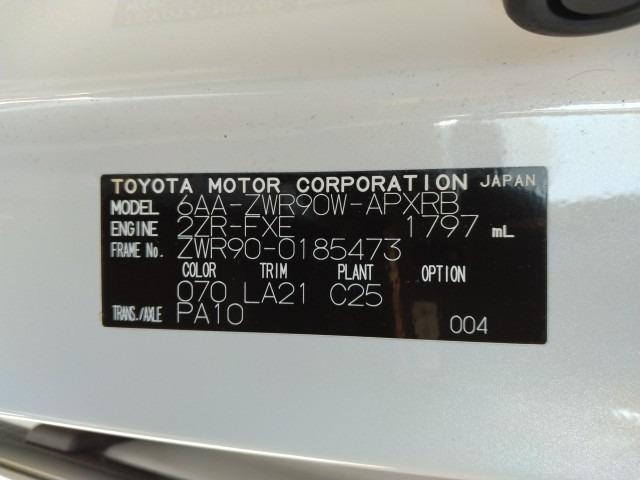 TOYOTA MOTOR CORPORATION JAPAN
MODEL 6AA-ZWR90W-APXRB
ENGINE 2ZR-FXE 1797 mL
FRAME No. ZWR90-0185473
COLOR TRIM PLANT OPTION
070 LA21 C25
TRANS./AXLE PA10 004